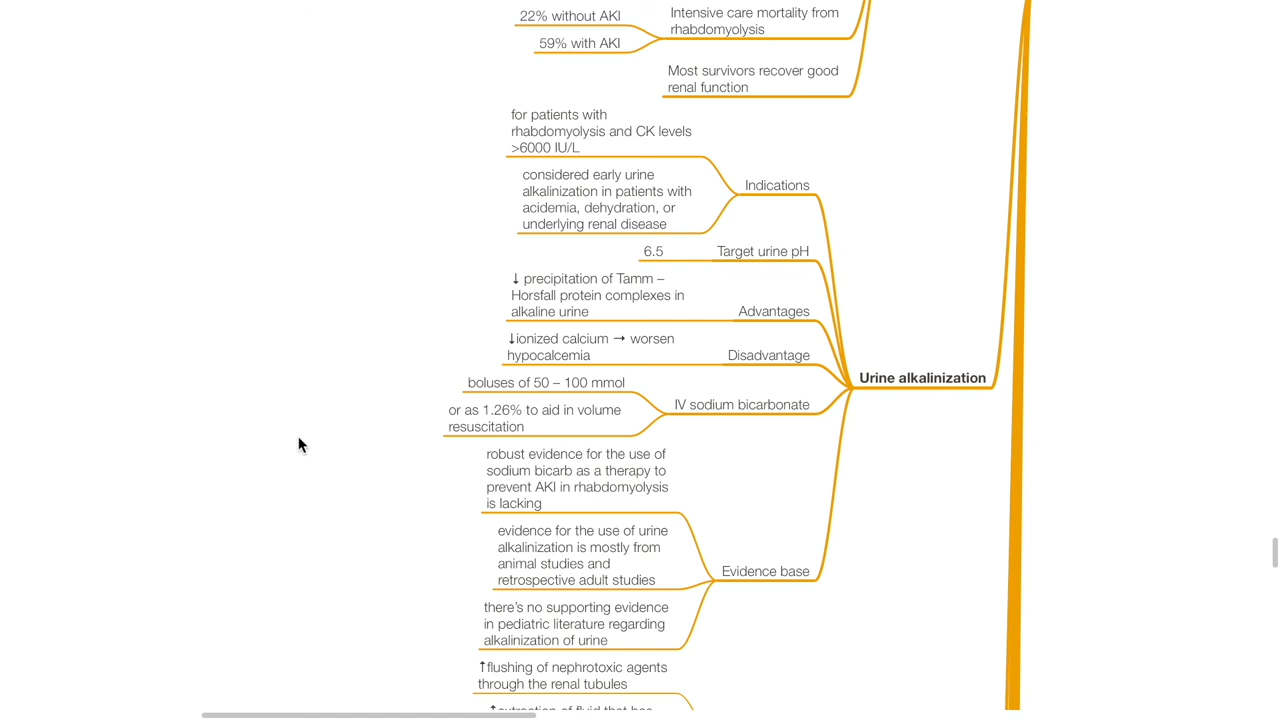 22% without AKI
59% with AKI
Intensive care mortality from
rhabdomyolysis
Most survivors recover good
renal function
for patients with
rhabdomyolysis and CK levels
>6000 IU/L
considered early urine
alkalinization in patients with
acidemia, dehydration, or
underlying renal disease
Indications
6.5
Target urine pH
↓ precipitation of Tamm –
Horsfall protein complexes in
alkaline urine
Advantages
↓ionized calcium → worsen
hypocalcemia
Disadvantage
Urine alkalinization
boluses of 50 – 100 mmol
or as 1.26% to aid in volume
resuscitation
IV sodium bicarbonate
robust evidence for the use of
sodium bicarb as a therapy to
prevent AKI in rhabdomyolysis
is lacking
evidence for the use of urine
alkalinization is mostly from
animal studies and
retrospective adult studies
there's no supporting evidence
in pediatric literature regarding
alkalinization of urine
Evidence base
↑flushing of nephrotoxic agents
through the renal tubules